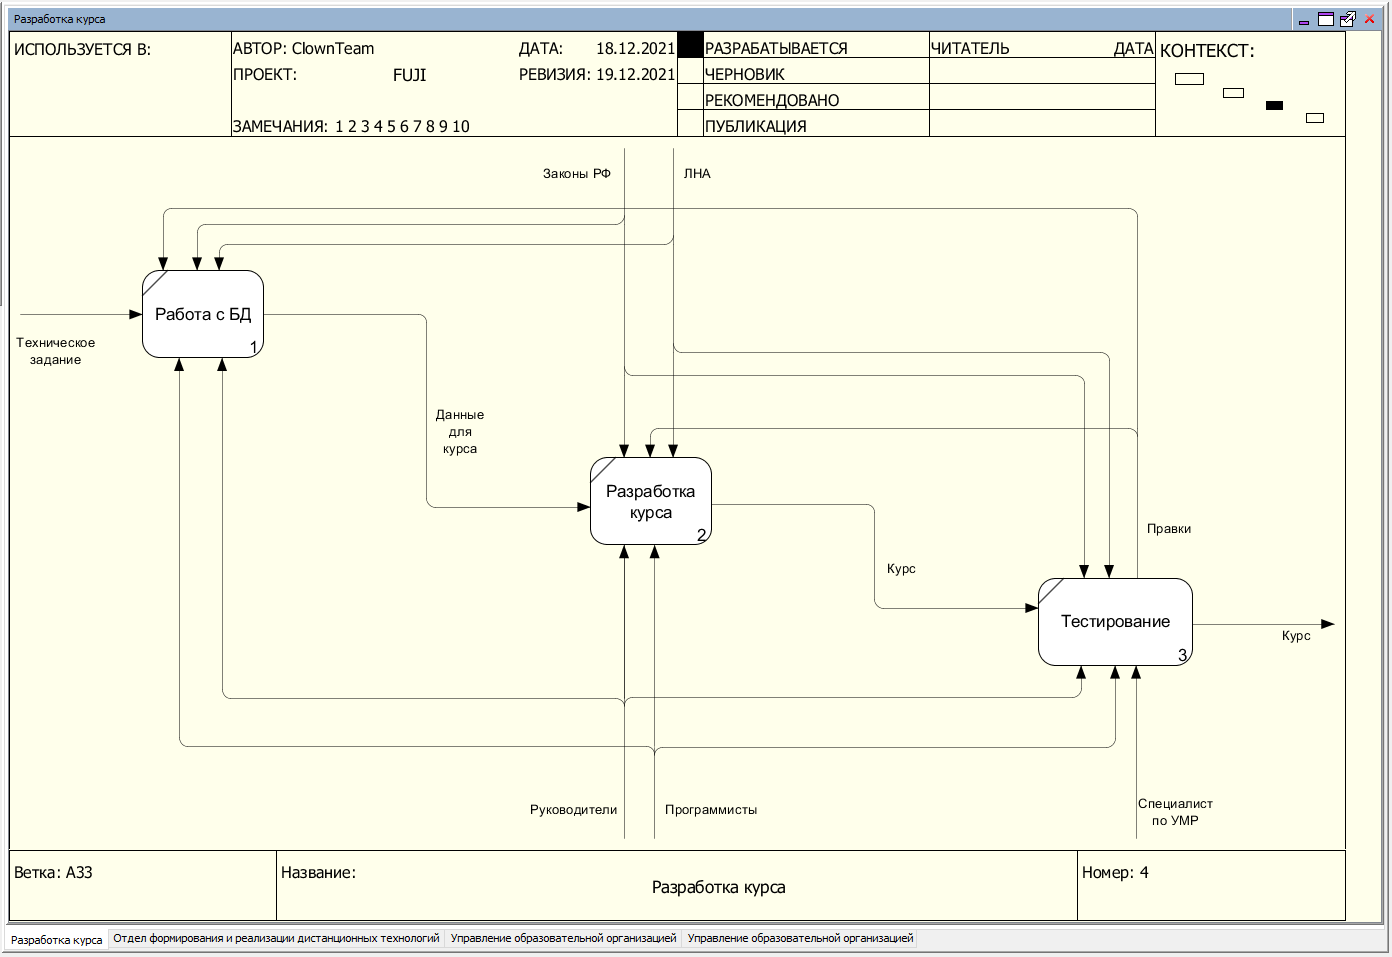 Разработка курса
ИСПОЛЬЗУЕТСЯ В:
АВТОР: ClownTeam
ДАТА: 18.12.2021
ПРОЕКТ: FUJI
РЕВИЗИЯ: 19.12.2021
ЗАМЕЧАНИЯ: 1 2 3 4 5 6 7 8 9 10
РАЗРАБАТЫВАЕТСЯ
ЧЕРНОВИК
РЕКОМЕНДОВАНО
ПУБЛИКАЦИЯ
ЧИТАТЕЛЬ ДАТА
КОНТЕКСТ:
Законы РФ
ЛНА
Работа с БД
1
Техническое
задание
Данные
для
курса
Разработка
курса
2
Правки
Курс
Тестирование
3
Курс
Руководители
Программисты
Специалист
по УМР
Ветка: A33
Название:
Разработка курса
Номер: 4
Разработка курса
Отдел формирования и реализации дистанционных технологий
Управление образовательной организацией
Управление образовательной организацией